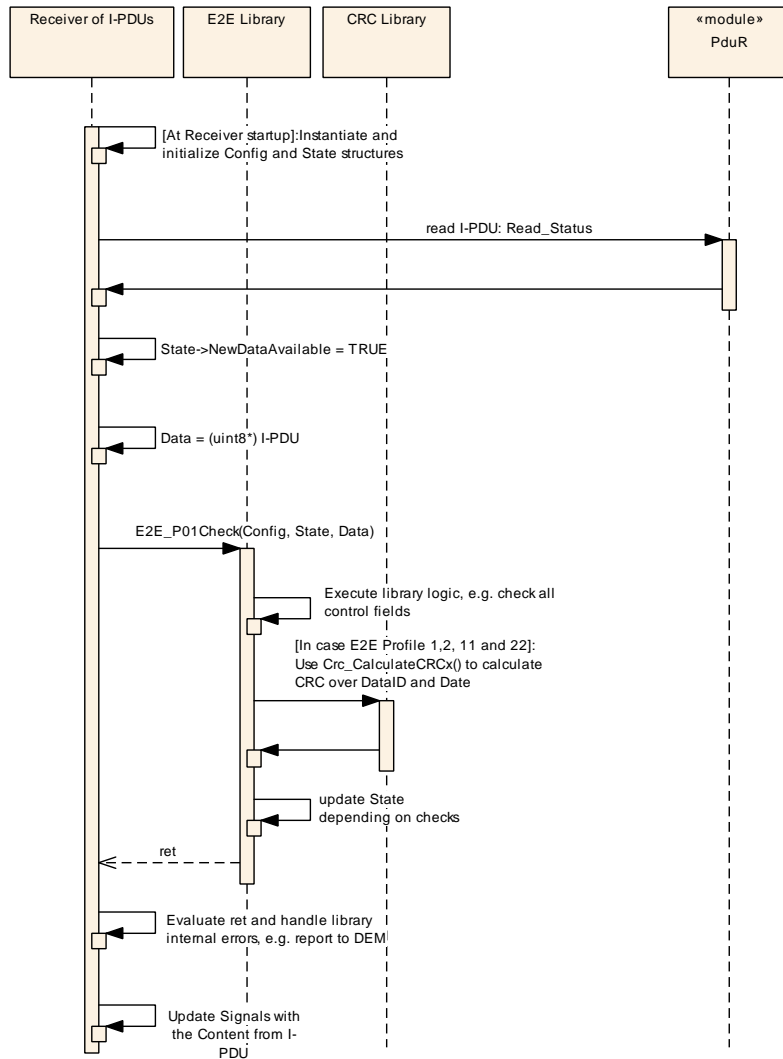 Receiver of I-PDUs
E2E Library
CRC Library
«module»
PduR
[At Receiver startup]:Instantiate and
initialize Config and State structures
read I-PDU: Read_Status
State->NewDataAvailable = TRUE
Data = (uint8*) I-PDU
E2E_P01Check(Config, State, Data)
Execute library logic, e.g. check all
control fields
[In case E2E Profile 1,2, 11 and 22]:
Use Crc_CalculateCRCx() to calculate
CRC over DataID and Date
update State
depending on checks
ret
Evaluate ret and handle library
internal errors, e.g. report to DEM
Update Signals with
the Content from I-
PDU